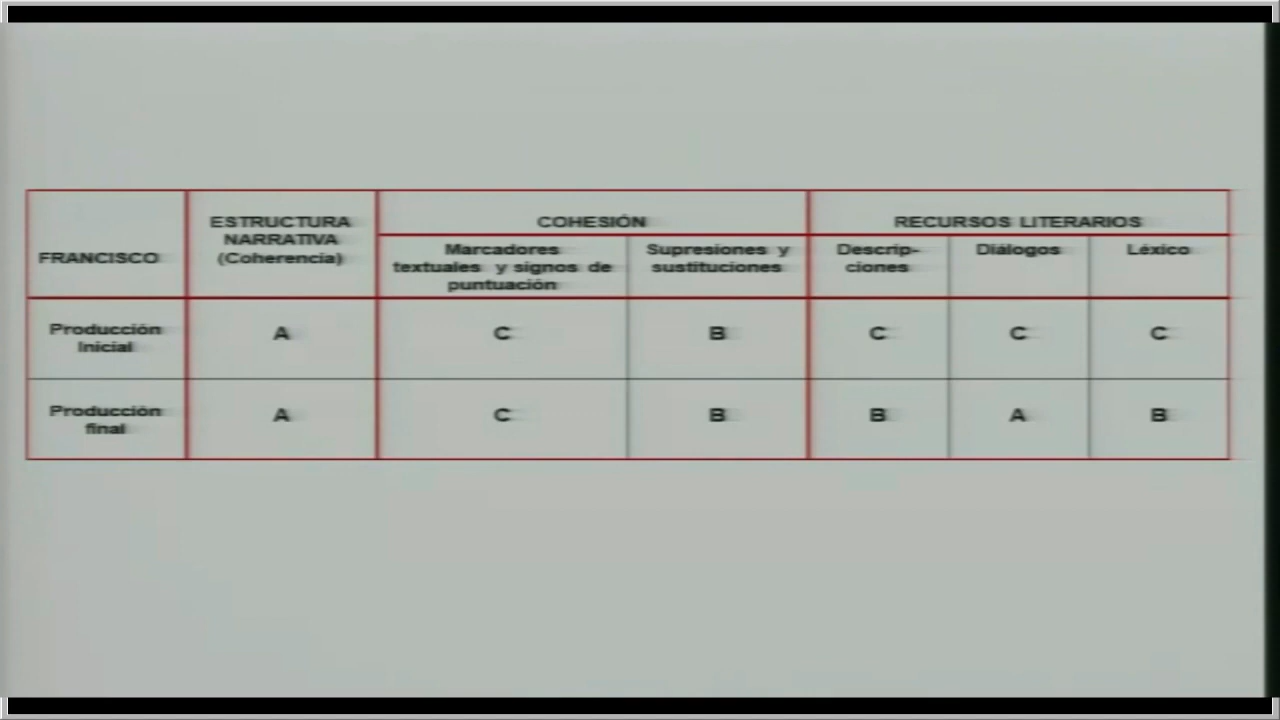 FRANCISCO
ESTRUCTURA
NARRATIVA
(Coherencia)
COHESIÓN
RECURSOS LITERARIOS
Marcadores
textuales y signos de
puntuación
Supresiones y
sustituciones
Descrip-
ciones
Diálogos
Léxico
Producción
Inicial
A
C
B
C
C
C
Producción
final
A
C
B
B
A
B